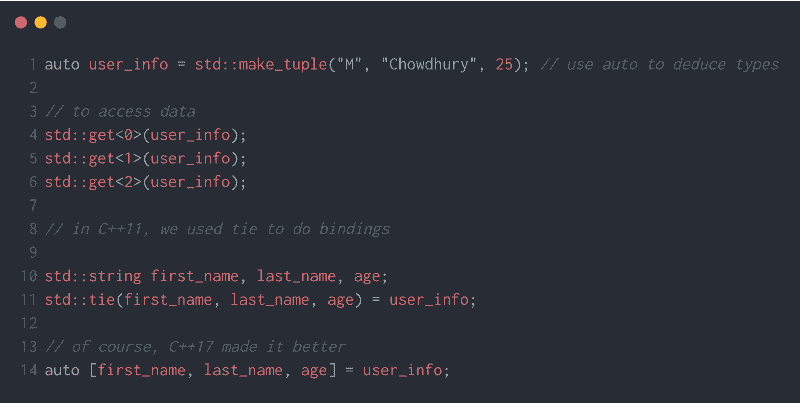 1 auto user_info = std::make_tuple("M", "Chowdhury", 25); // use auto to deduce types
2
3 // to access data
4 std::get<0>(user_info);
5 std::get<1>(user_info);
6 std::get<2>(user_info);
7
8 // in C++11, we used tie to do bindings
9
10 std::string first_name, last_name, age;
11 std::tie(first_name, last_name, age) = user_info;
12
13 // of course, C++17 made it better
14 auto [first_name, last_name, age] = user_info;